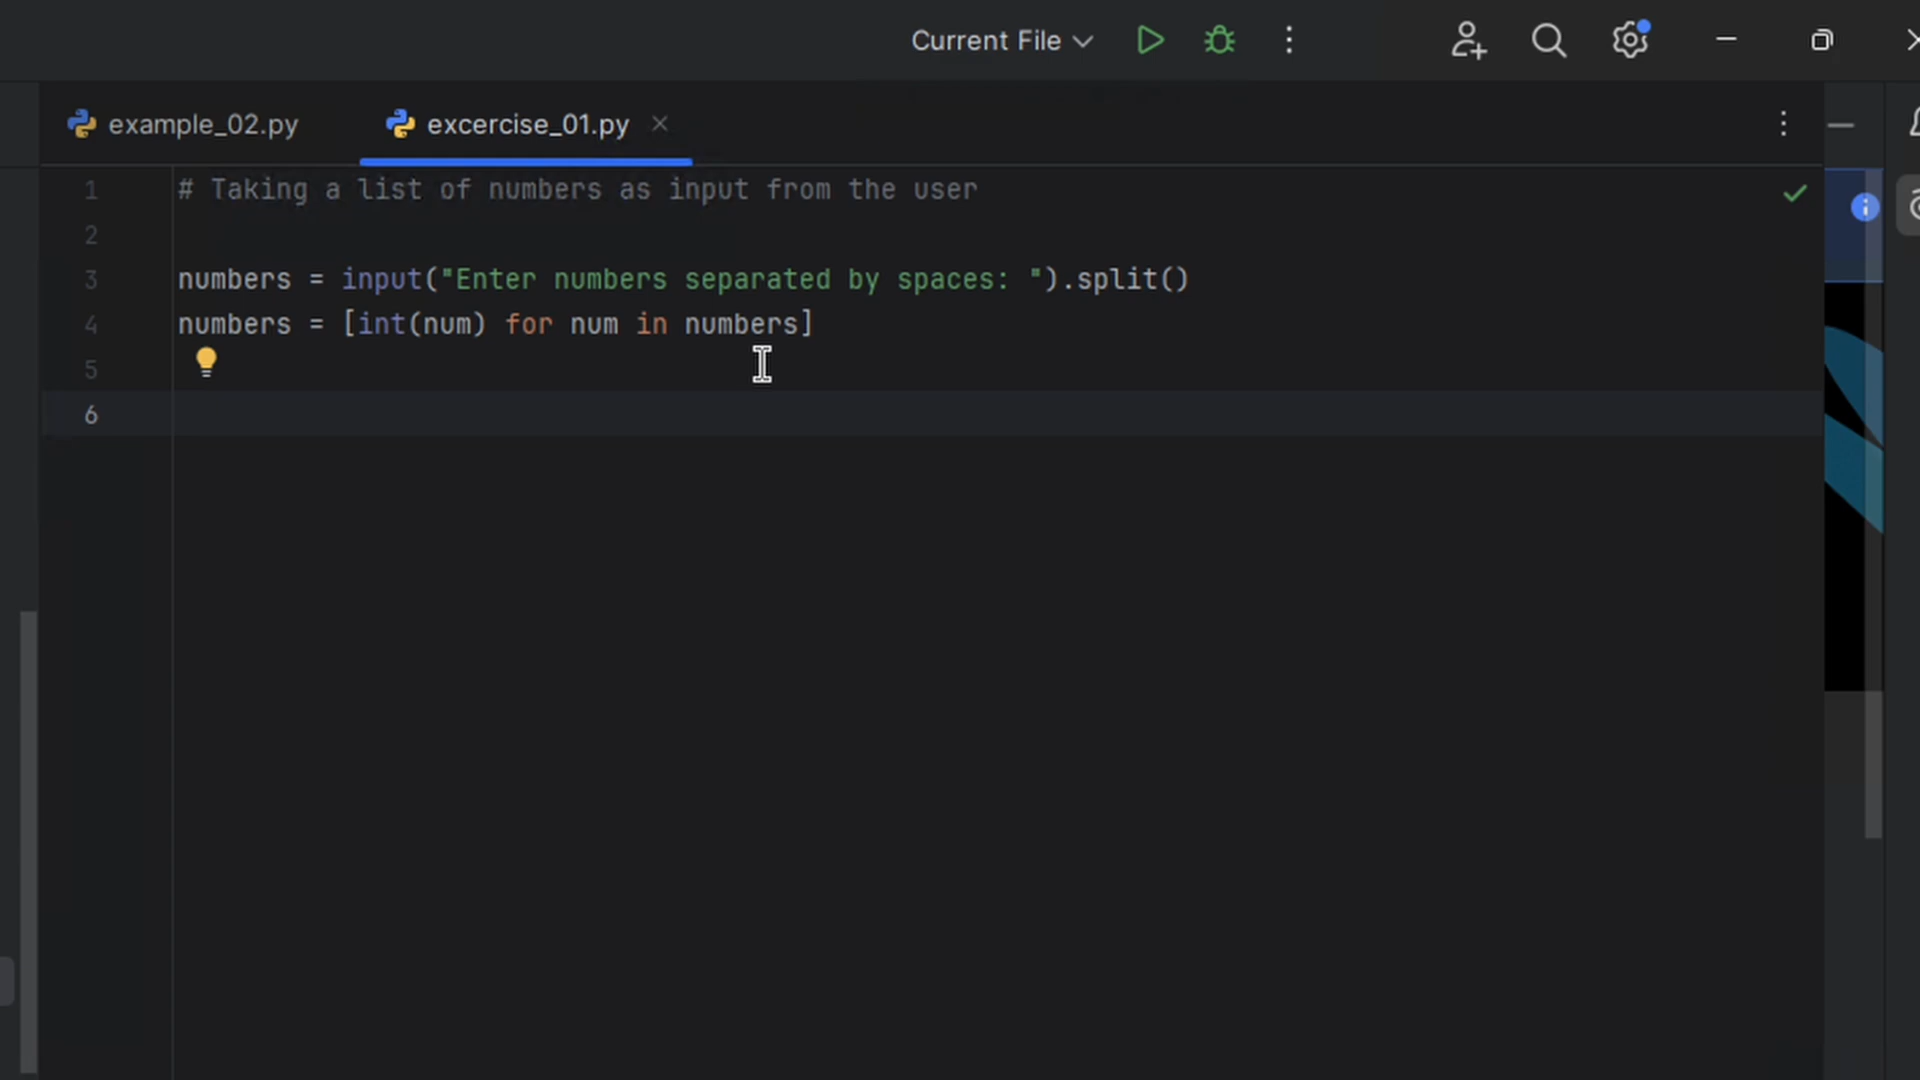 Current File
example_02.py
excercise_01.py
1 # Taking a list of numbers as input from the user
2
3 numbers = input("Enter numbers separated by spaces: ").split()
4 numbers = [int(num) for num in numbers]
5
6